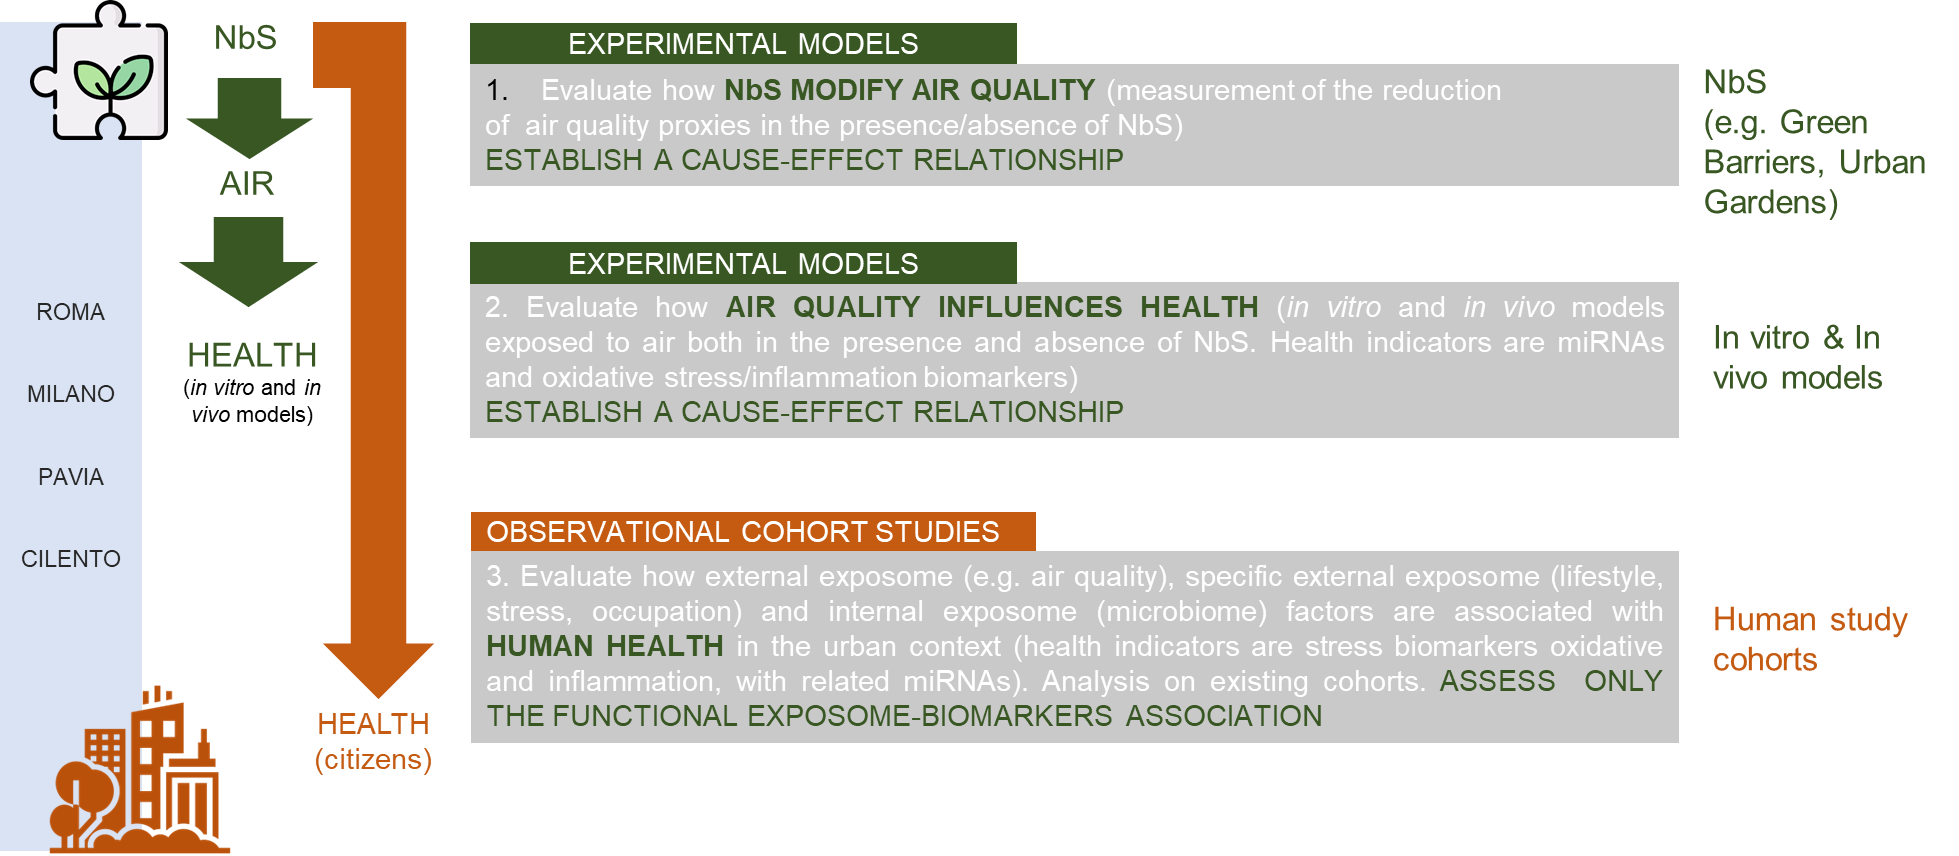 NbS
AIR
HEALTH
(in vitro and in
vivo models)
ROMA
MILANO
PAVIA
CILENTO
HEALTH
(citizens)
EXPERIMENTAL MODELS
1. Evaluate how NbS MODIFY AIR QUALITY (measurement of the reduction
of air quality proxies in the presence/absence of NbS)
ESTABLISH A CAUSE-EFFECT RELATIONSHIP
NbS
(e.g. Green
Barriers, Urban
Gardens)
EXPERIMENTAL MODELS
2. Evaluate how AIR QUALITY INFLUENCES HEALTH (in vitro and in vivo models
exposed to air both in the presence and absence of NbS. Health indicators are miRNAs
and oxidative stress/inflammation biomarkers)
ESTABLISH A CAUSE-EFFECT RELATIONSHIP
In vitro & In
vivo models
OBSERVATIONAL COHORT STUDIES
3. Evaluate how external exposome (e.g. air quality), specific external exposome (lifestyle,
stress, occupation) and internal exposome (microbiome) factors are associated with
HUMAN HEALTH in the urban context (health indicators are stress biomarkers oxidative
and inflammation, with related miRNAs). Analysis on existing cohorts. ASSESS ONLY
THE FUNCTIONAL EXPOSOME-BIOMARKERS ASSOCIATION
Human study
cohorts